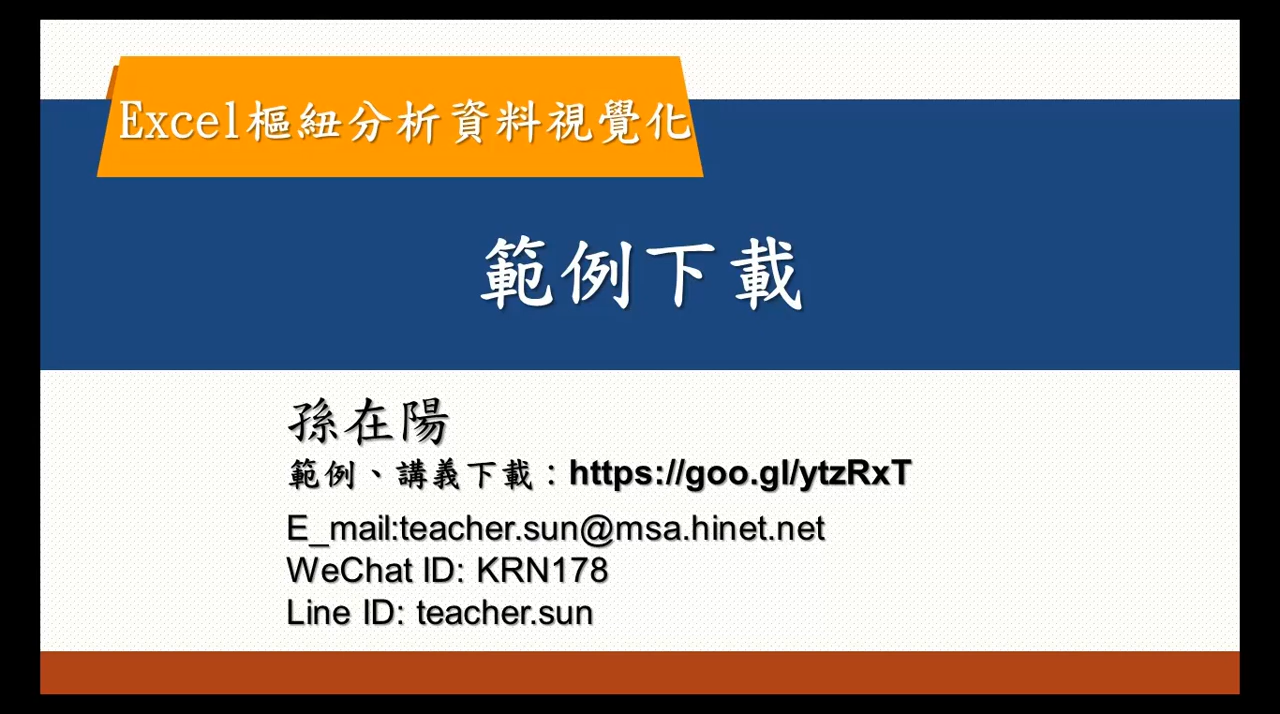 Excel樞紐分析資料視覺化
範例下載
孫在陽
範例、講義下載：https://goo.gl/ytzRxT
E_mail:teacher.sun@msa.hinet.net
WeChat ID: KRN178
Line ID: teacher.sun